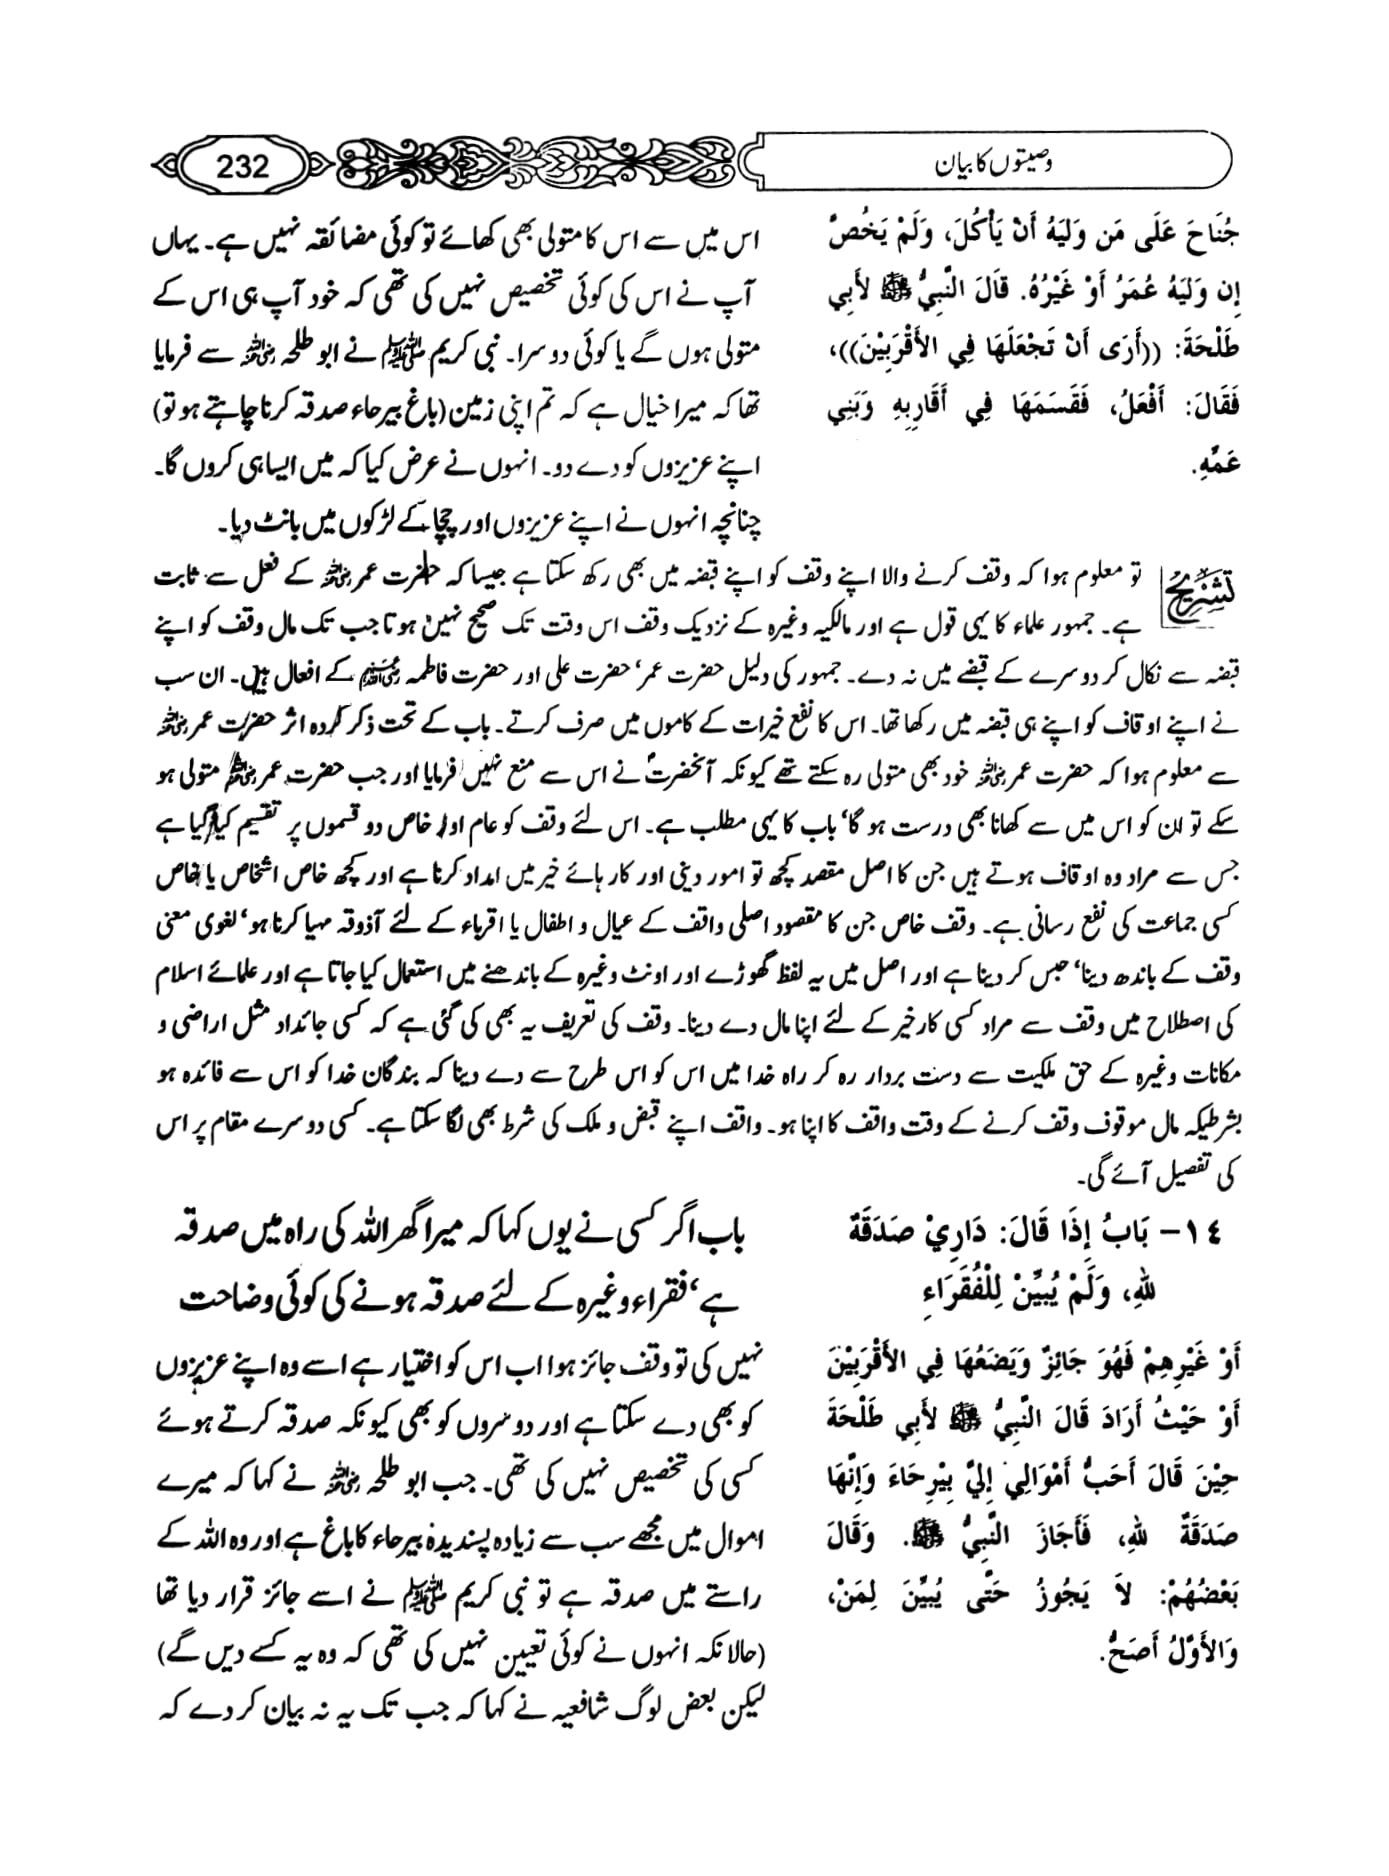 وصیتوں کا بیان
232
جُنَاحَ عَلَى مَن وَلِيَهُ أَنْ يَأْكُلَ، وَلَمْ يَخُصَّ
إِن وَلِيَهُ عُمَرُ أَوْ غَيْرُهُ. قَالَ النَّبِيُّ ﷺ لأَبِي
طَلْحَةَ: ((أَرَى أَنْ تَجْعَلَهَا فِي الأَقْرَبِيْنَ))،
فَقَالَ: أَفْعَلُ، فَقَسَمَهَا فِي أَقَارِبِهِ وَبَنِي
عَمِّهِ.
اس میں سے اس کا متولی بھی کھائے تو کوئی مضائقہ نہیں ہے۔ یہاں
آپ نے اس کی کوئی تخصیص نہیں کی تھی کہ خود آپ ہی اس کے
متولی ہوں گے یا کوئی دوسرا۔ نبی کریم ﷺ نے ابو طلحہ رضی اللہ عنہ سے فرمایا
تھا کہ میرا خیال ہے کہ تم اپنی زمین (باغ بیرحاء صدقہ کرنا چاہتے ہو تو)
اپنے عزیزوں کو دے دو۔ انہوں نے عرض کیا کہ میں ایسا ہی کروں گا۔
چنانچہ انہوں نے اپنے عزیزوں اور چچا کے لڑکوں میں بانٹ دیا۔
تشریح تو معلوم ہوا کہ وقف کرنے والا اپنے وقف کو اپنے قبضہ میں بھی رکھ سکتا ہے جیسا کہ حضرت عمر رضی اللہ عنہ کے فعل سے ثابت
ہے۔ جمہور علماء کا یہی قول ہے اور مالکیہ وغیرہ کے نزدیک وقف اس وقت تک صحیح نہیں ہوتا جب تک مال وقف کو اپنے
قبضہ سے نکال کر دوسرے کے قبضے میں نہ دے۔ جمہور کی دلیل حضرت عمر‘ حضرت علی اور حضرت فاطمہ رضی اللہ عنہم کے افعال ہیں۔ ان سب
نے اپنے اوقاف کو اپنے ہی قبضہ میں رکھا تھا۔ اس کا نفع خیرات کے کاموں میں صرف کرتے۔ باب کے تحت ذکر کردہ اثر حضرت عمر رضی اللہ عنہ
سے معلوم ہوا کہ حضرت عمر رضی اللہ عنہ خود بھی متولی رہ سکتے تھے کیونکہ آنحضرتؐ نے اس سے منع نہیں فرمایا اور جب حضرت عمر رضی اللہ عنہ متولی ہو
سکے تو ان کو اس میں سے کھانا بھی درست ہو گا‘ باب کا یہی مطلب ہے۔ اس لئے وقف کو عام اور خاص دو قسموں پر تقسیم کیا گیا ہے
جس سے مراد وہ اوقاف ہوتے ہیں جن کا اصل مقصد کچھ تو امور دینی اور کارہائے خیر میں امداد کرنا ہے اور کچھ خاص اشخاص یا خاص
کسی جماعت کی نفع رسانی ہے۔ وقف خاص جن کا مقصود اصلی واقف کے عیال و اطفال یا اقرباء کے لئے آذوقہ مہیا کرنا ہو‘ لغوی معنی
وقف کے باندھ دینا‘ حبس کر دینا ہے اور اصل میں یہ لفظ گھوڑے اور اونٹ وغیرہ کے باندھنے میں استعمال کیا جاتا ہے اور علمائے اسلام
کی اصطلاح میں وقف سے مراد کسی کار خیر کے لئے اپنا مال دے دینا۔ وقف کی تعریف یہ بھی کی گئی ہے کہ کسی جائداد مثل اراضی و
مکانات وغیرہ کے حق ملکیت سے دست بردار ہو کر راہ خدا میں اس کو اس طرح سے دے دینا کہ بندگان خدا کو اس سے فائدہ ہو
بشرطیکہ مال موقوف وقف کرنے کے وقت واقف کا اپنا ہو۔ واقف اپنے قبض و ملک کی شرط بھی لگا سکتا ہے۔ کسی دوسرے مقام پر اس
کی تفصیل آئے گی۔
١٤- بَابُ إِذَا قَالَ: دَارِيْ صَدَقَةٌ
للهِ، وَلَمْ يُبَيِّنْ لِلْفُقَرَاءِ
أَوْ غَيْرِهِمْ فَهُوَ جَائِزٌ وَيَضَعُهَا فِي الأَقْرَبِيْنَ
أَوْ حَيْثُ أَرَادَ قَالَ النَّبِيُّ ﷺ لأَبِي طَلْحَةَ
حِيْنَ قَالَ أَحَبُّ أَمْوَالِي إِلَيَّ بِيْرِحَاءَ وَإِنَّهَا
صَدَقَةٌ للهِ، فَأَجَازَ النَّبِيُّ ﷺ. وَقَالَ
بَعْضُهُمْ: لاَ يَجُوزُ حَتَّى يُبَيِّنَ لِمَنْ،
وَالأَوَّلُ أَصَحُّ.
باب اگر کسی نے یوں کہا کہ میرا گھر اللہ کی راہ میں صدقہ
ہے‘ فقراء وغیرہ کے لئے صدقہ ہونے کی کوئی وضاحت
نہیں کی تو وقف جائز ہوا اب اس کو اختیار ہے اسے وہ اپنے عزیزوں
کو بھی دے سکتا ہے اور دوسروں کو بھی کیونکہ صدقہ کرتے ہوئے
کسی کی تخصیص نہیں کی تھی۔ جب ابو طلحہ رضی اللہ عنہ نے کہا کہ میرے
اموال میں مجھے سب سے زیادہ پسندیدہ بیرحاء کا باغ ہے اور وہ اللہ کے
راستے میں صدقہ ہے تو نبی کریم ﷺ نے اسے جائز قرار دیا تھا
(حالانکہ انہوں نے کوئی تعیین نہیں کی تھی کہ وہ یہ کسے دیں گے)
لیکن بعض لوگ شافعیہ نے کہا کہ جب تک یہ نہ بیان کر دے کہ